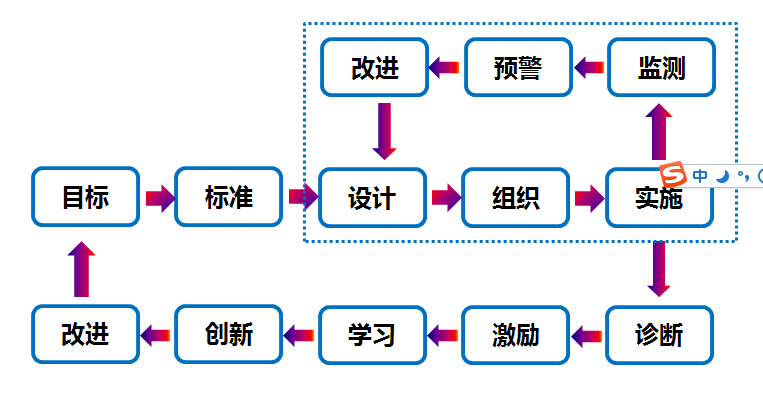 改进 预警 监测
目标 标准 设计 组织 实施
S 中
改进 创新 学习 激励 诊断